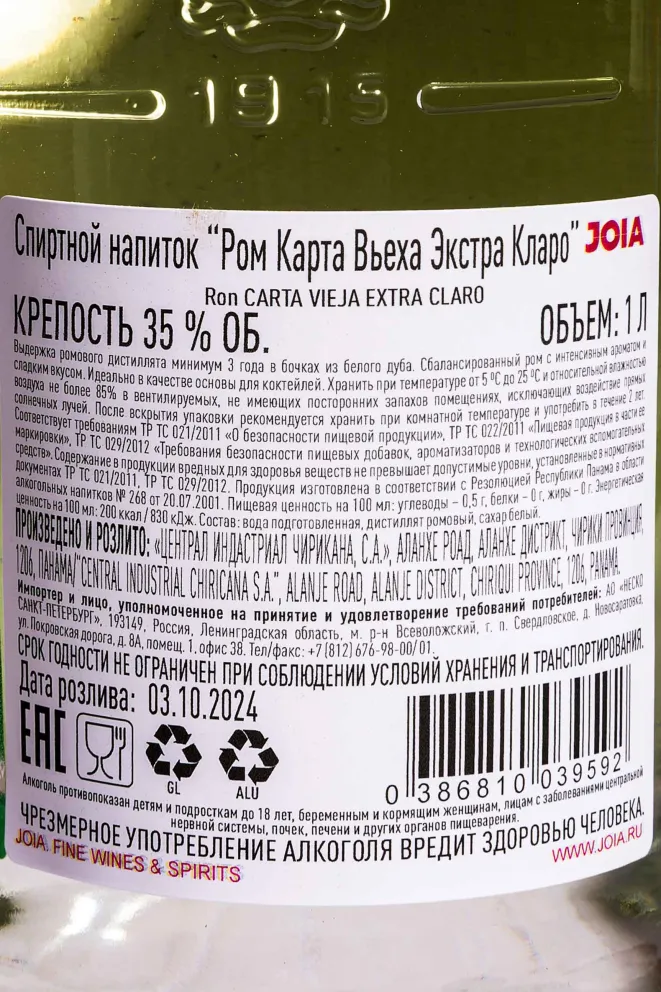 1915
Спиртной напиток "Ром Карта Вьеха Экстра Кларо" JOIA
Ron CARTA VIEJA EXTRA CLARO
КРЕПОСТЬ 35 % ОБ. ОБЪЕМ: 1 Л
Выдержка ромового дистиллята минимум 3 года в бочках из белого дуба. Сбалансированный ром с интенсивным ароматом и
сладким вкусом. Идеально в качестве основы для коктейлей. Хранить при температуре от 5 ºС до 25 ºС и относительной влажностью
воздуха не более 85% в вентилируемых, не имеющих посторонних запахов помещениях, исключающих воздействие прямых
солнечных лучей. После вскрытия упаковки рекомендуется хранить при комнатной температуре и употребить в течение 2 лет.
Соответствует требованиям ТР ТС 021/2011 «О безопасности пищевой продукции», ТР ТС 022/2011 «Пищевая продукция в части ее
маркировки», ТР ТС 029/2012 «Требования безопасности пищевых добавок, ароматизаторов и технологических вспомогательных
средств». Содержание в продукции вредных для здоровья веществ не превышает допустимые уровни, установленные в нормативных
документах ТР ТС 021/2011, ТР ТС 029/2012. Продукция изготовлена в соответствии с Резолюцией Республики Панама в области
алкогольных напитков № 268 от 20.07.2001. Пищевая ценность на 100 мл: углеводы – 0,5 г, белки – 0 г, жиры – 0 г. Энергетическая
ценность на 100 мл: 200 ккал / 830 кДж. Состав: вода подготовленная, дистиллят ромовый, сахар белый.
ПРОИЗВЕДЕНО И РОЗЛИТО: «ЦЕНТРАЛ ИНДАСТРИАЛ ЧИРИКАНА, С.А.», АЛАНХЕ РОАД, АЛАНХЕ ДИСТРИКТ, ЧИРИКИ ПРОВИНЦИЯ,
1206, ПАНАМА/"CENTRAL INDUSTRIAL CHIRICANA S.A.", ALANJE ROAD, ALANJE DISTRICT, CHIRIQUI PROVINCE, 1206, PANAMA.
Импортер и лицо, уполномоченное на принятие и удовлетворение требований потребителей: АО «НЕСКО
САНКТ-ПЕТЕРБУРГ», 193149, Россия, Ленинградская область, м. р-н Всеволожский, г. п. Свердловское, д. Новосаратовка,
ул. Покровская дорога, д. 8А, помещ. 1, офис 38. Тел/факс: +7 (812) 676-98-00/ 01.
СРОК ГОДНОСТИ НЕ ОГРАНИЧЕН ПРИ СОБЛЮДЕНИИ УСЛОВИЙ ХРАНЕНИЯ И ТРАНСПОРТИРОВАНИЯ.
Дата розлива: 03.10.2024
EAC
GL ALU
0 386810 039592
Алкоголь противопоказан детям и подросткам до 18 лет, беременным и кормящим женщинам, лицам с заболеваниями центральной
нервной системы, почек, печени и других органов пищеварения.
ЧРЕЗМЕРНОЕ УПОТРЕБЛЕНИЕ АЛКОГОЛЯ ВРЕДИТ ЗДОРОВЬЮ ЧЕЛОВЕКА.
JOIA. FINE WINES & SPIRITS WWW.JOIA.RU